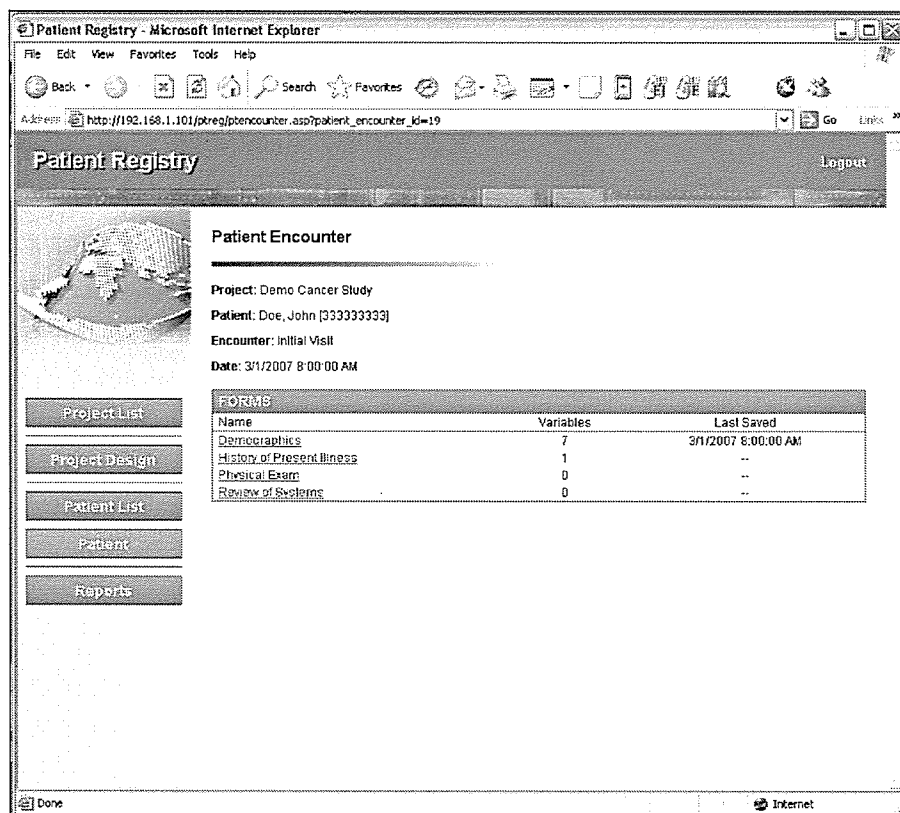 Patient Registry - Microsoft Internet Explorer
File Edit View Favorites Tools Help
Back Search Favorites
Address http://192.168.1.101/ptreg/ptencounter.asp?patient_encounter_id=19 Go Links »
Patient Registry Logout
Patient Encounter
Project: Demo Cancer Study
Patient: Doe, John [333333333]
Encounter: Initial Visit
Date: 3/1/2007 8:00:00 AM
Project List
Project Design
Patient List
Patient
Reports
FORMS
Name Variables Last Saved
Demographics 7 3/1/2007 8:00:00 AM
History of Present Illness 1 --
Physical Exam 0 --
Review of Systems 0 --
Done Internet